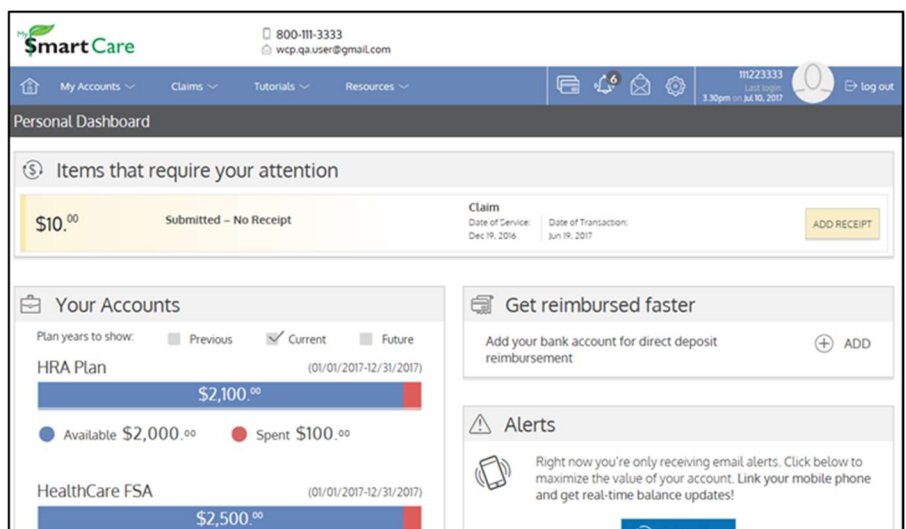 My SmartCare
800-111-3333
wcp.qa.user@gmail.com
My Accounts Claims Tutorials Resources
6
111223333
Last login:
3.30pm on Jul 10, 2017
log out
Personal Dashboard
Items that require your attention
$10.00
Submitted – No Receipt
Claim
Date of Service:
Dec 19, 2016
Date of Transaction:
Jun 19, 2017
ADD RECEIPT
Your Accounts
Plan years to show: Previous Current Future
HRA Plan (01/01/2017-12/31/2017)
$2,100.00
Available $2,000.00 Spent $100.00
HealthCare FSA (01/01/2017-12/31/2017)
$2,500.00
Get reimbursed faster
Add your bank account for direct deposit
reimbursement
ADD
Alerts
Right now you're only receiving email alerts. Click below to
maximize the value of your account. Link your mobile phone
and get real-time balance updates!